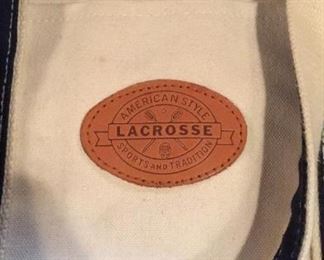 AMERICAN STYLE
LACROSSE
SPORTS AND TRADITION